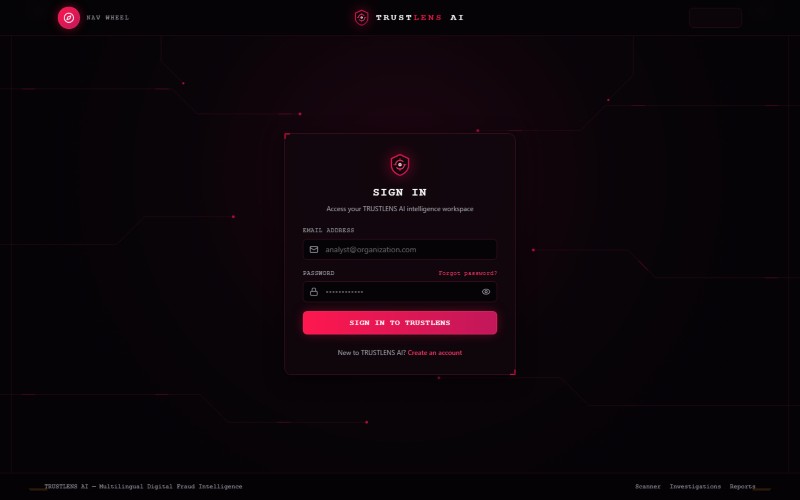 NAV WHEEL
TRUSTLENS AI
SIGN IN
Access your TRUSTLENS AI intelligence workspace
EMAIL ADDRESS
analyst@organization.com
PASSWORD Forgot password?
••••••••••••
SIGN IN TO TRUSTLENS
New to TRUSTLENS AI? Create an account
TRUSTLENS AI — Multilingual Digital Fraud Intelligence
Scanner Investigations Reports